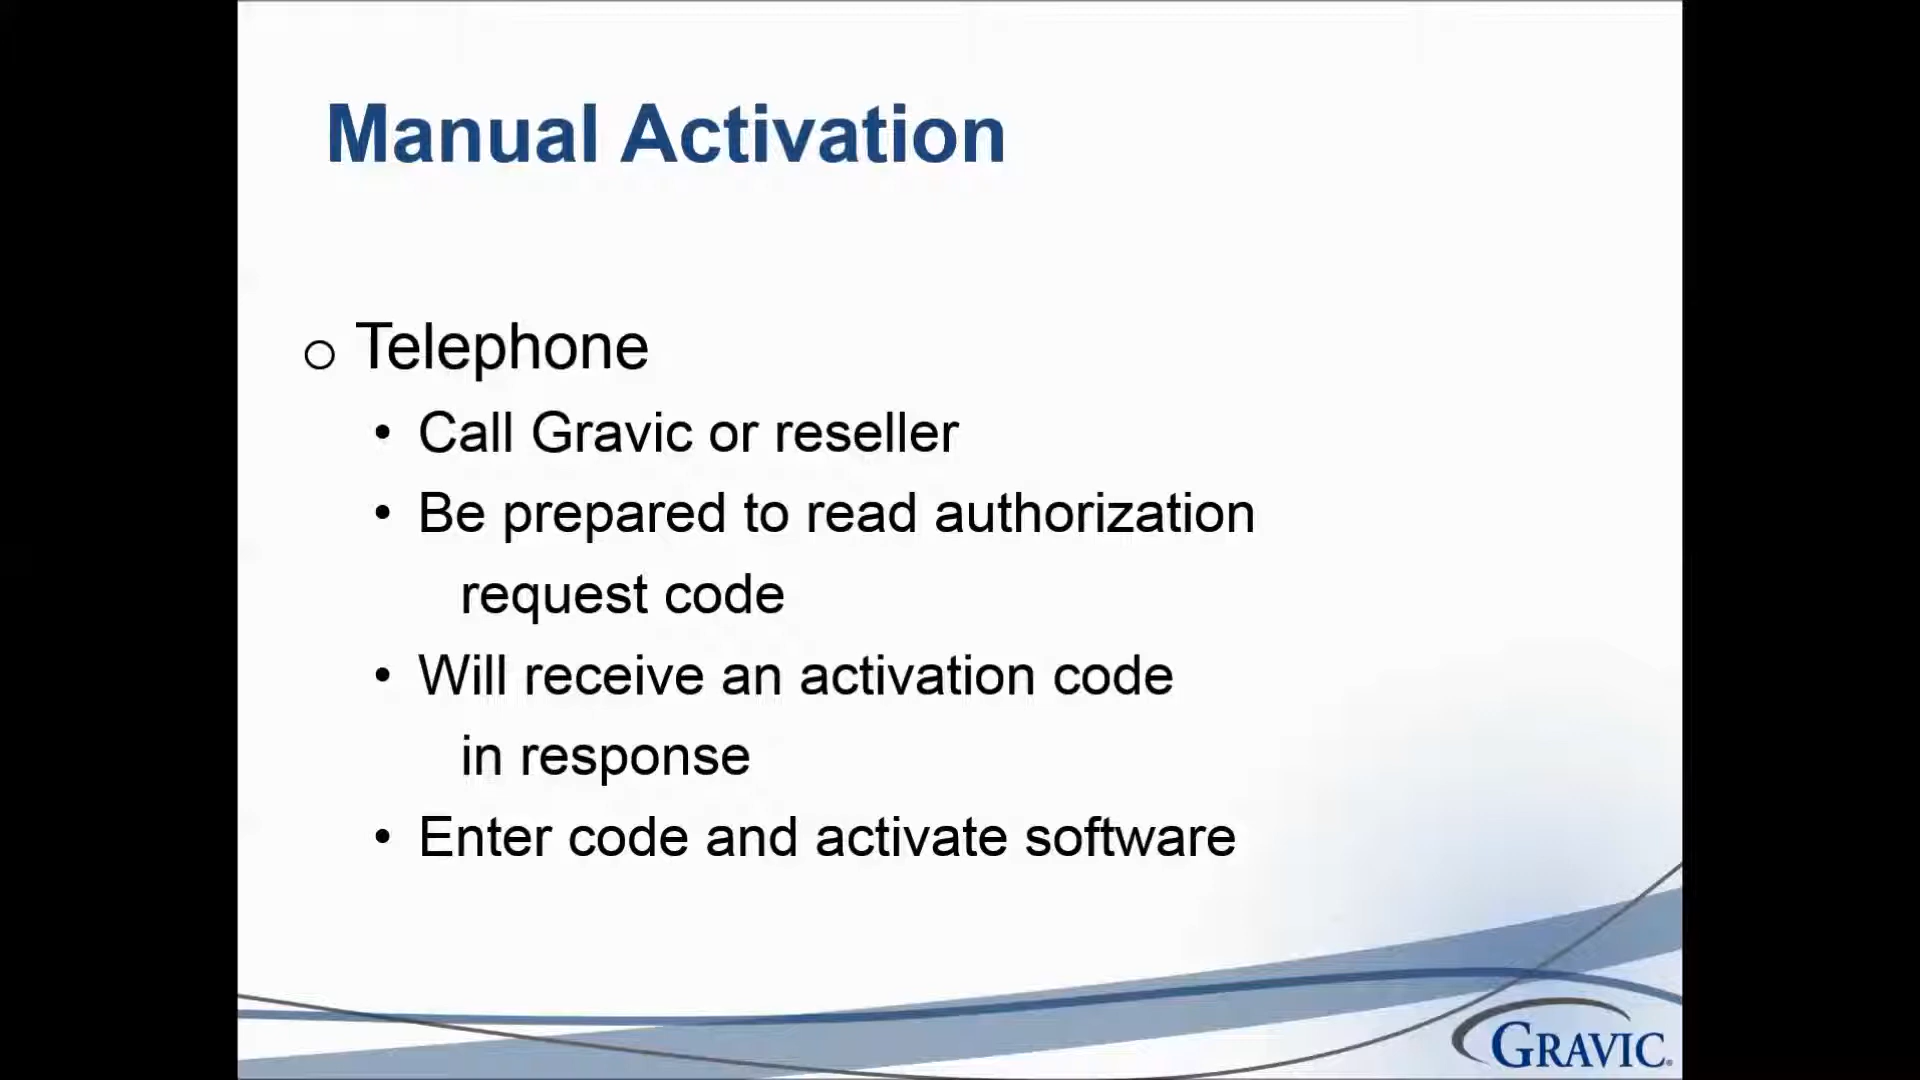 Manual Activation
o Telephone
• Call Gravic or reseller
• Be prepared to read authorization
request code
• Will receive an activation code
in response
• Enter code and activate software
GRAVIC®